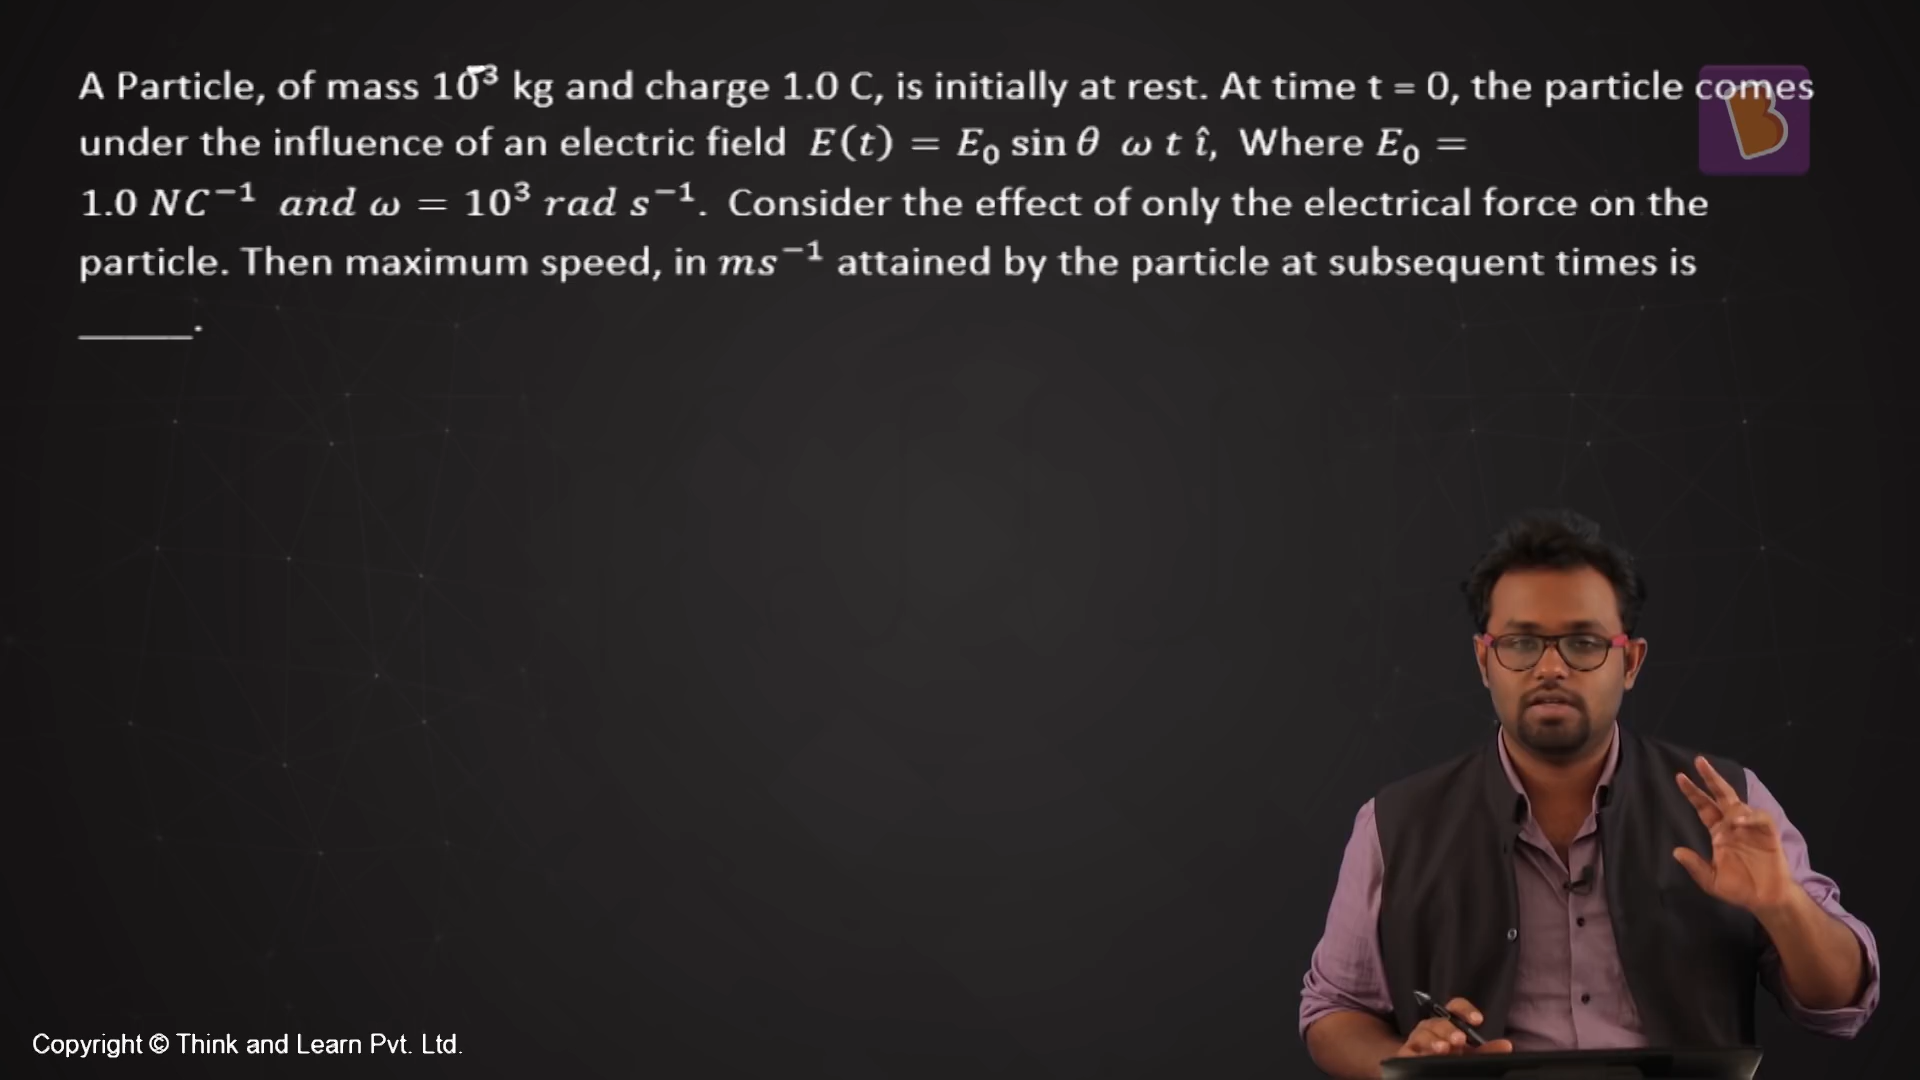 A Particle, of mass 10⁻³ kg and charge 1.0 C, is initially at rest. At time t = 0, the particle comes
under the influence of an electric field E(t) = E₀ sin θ ω t î, Where E₀ =
1.0 NC⁻¹ and ω = 10³ rad s⁻¹. Consider the effect of only the electrical force on the
particle. Then maximum speed, in ms⁻¹ attained by the particle at subsequent times is
______.
Copyright © Think and Learn Pvt. Ltd.